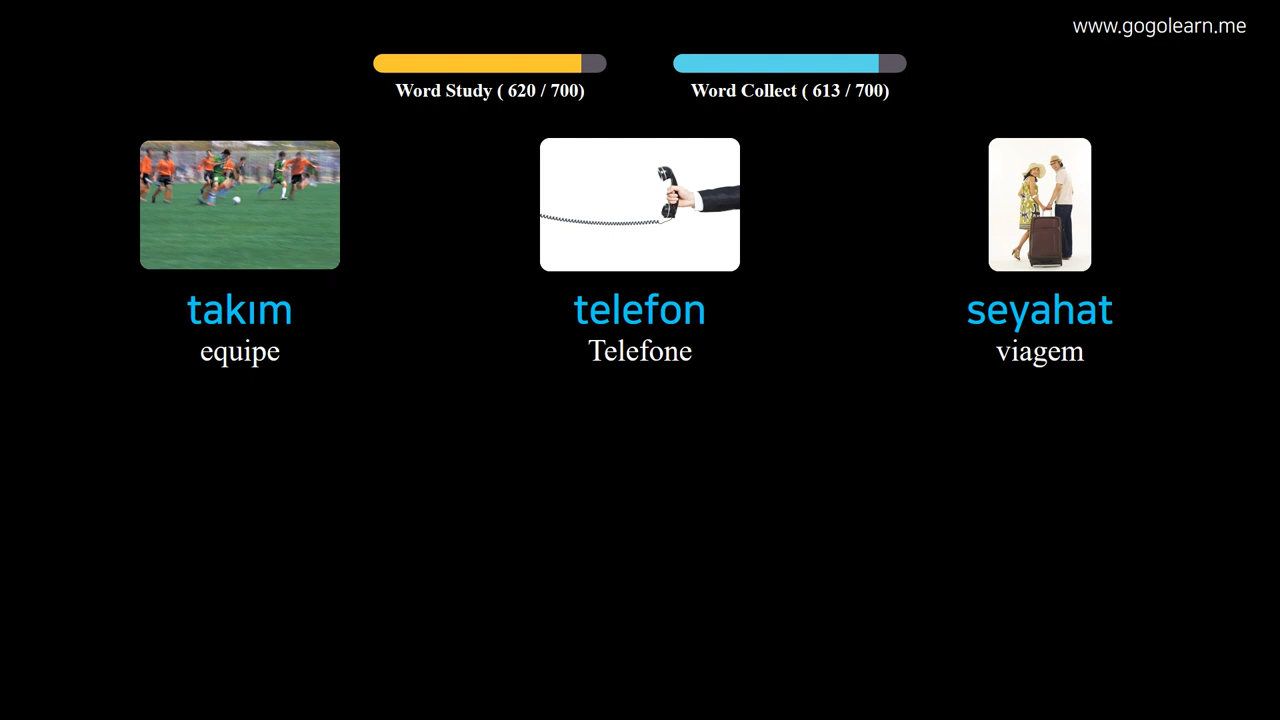 www.gogolearn.me
Word Study ( 620 / 700)
Word Collect ( 613 / 700)
takım
telefon
seyahat
equipe
Telefone
viagem